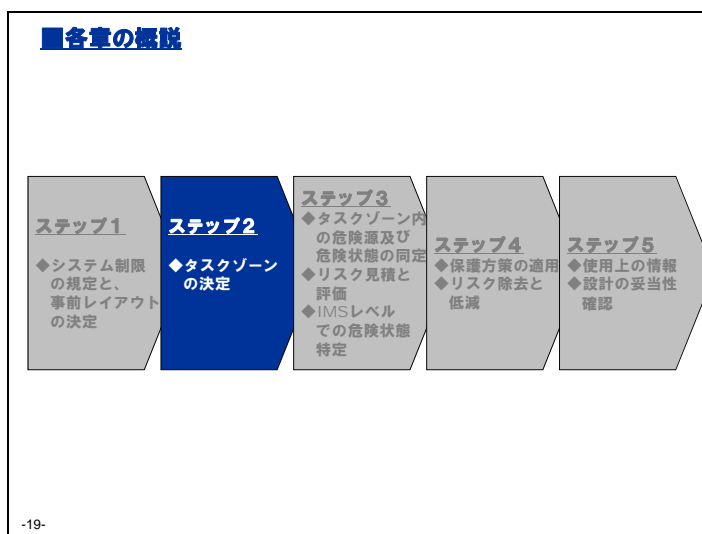 ■各章の概説
ステップ1
◆システム制限
の規定と、
事前レイアウト
の決定
ステップ2
◆タスクゾーン
の決定
ステップ3
◆タスクゾーン内
の危険源及び
危険状態の同定
◆リスク見積と
評価
◆IMSレベル
での危険状態
特定
ステップ4
◆保護方策の適用
◆リスク除去と
低減
ステップ5
◆使用上の情報
◆設計の妥当性
確認
-19-